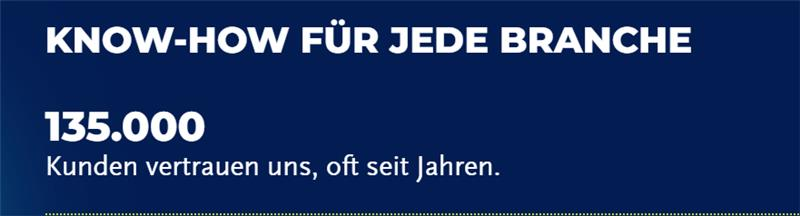 KNOW-HOW FÜR JEDE BRANCHE
135.000
Kunden vertrauen uns, oft seit Jahren.